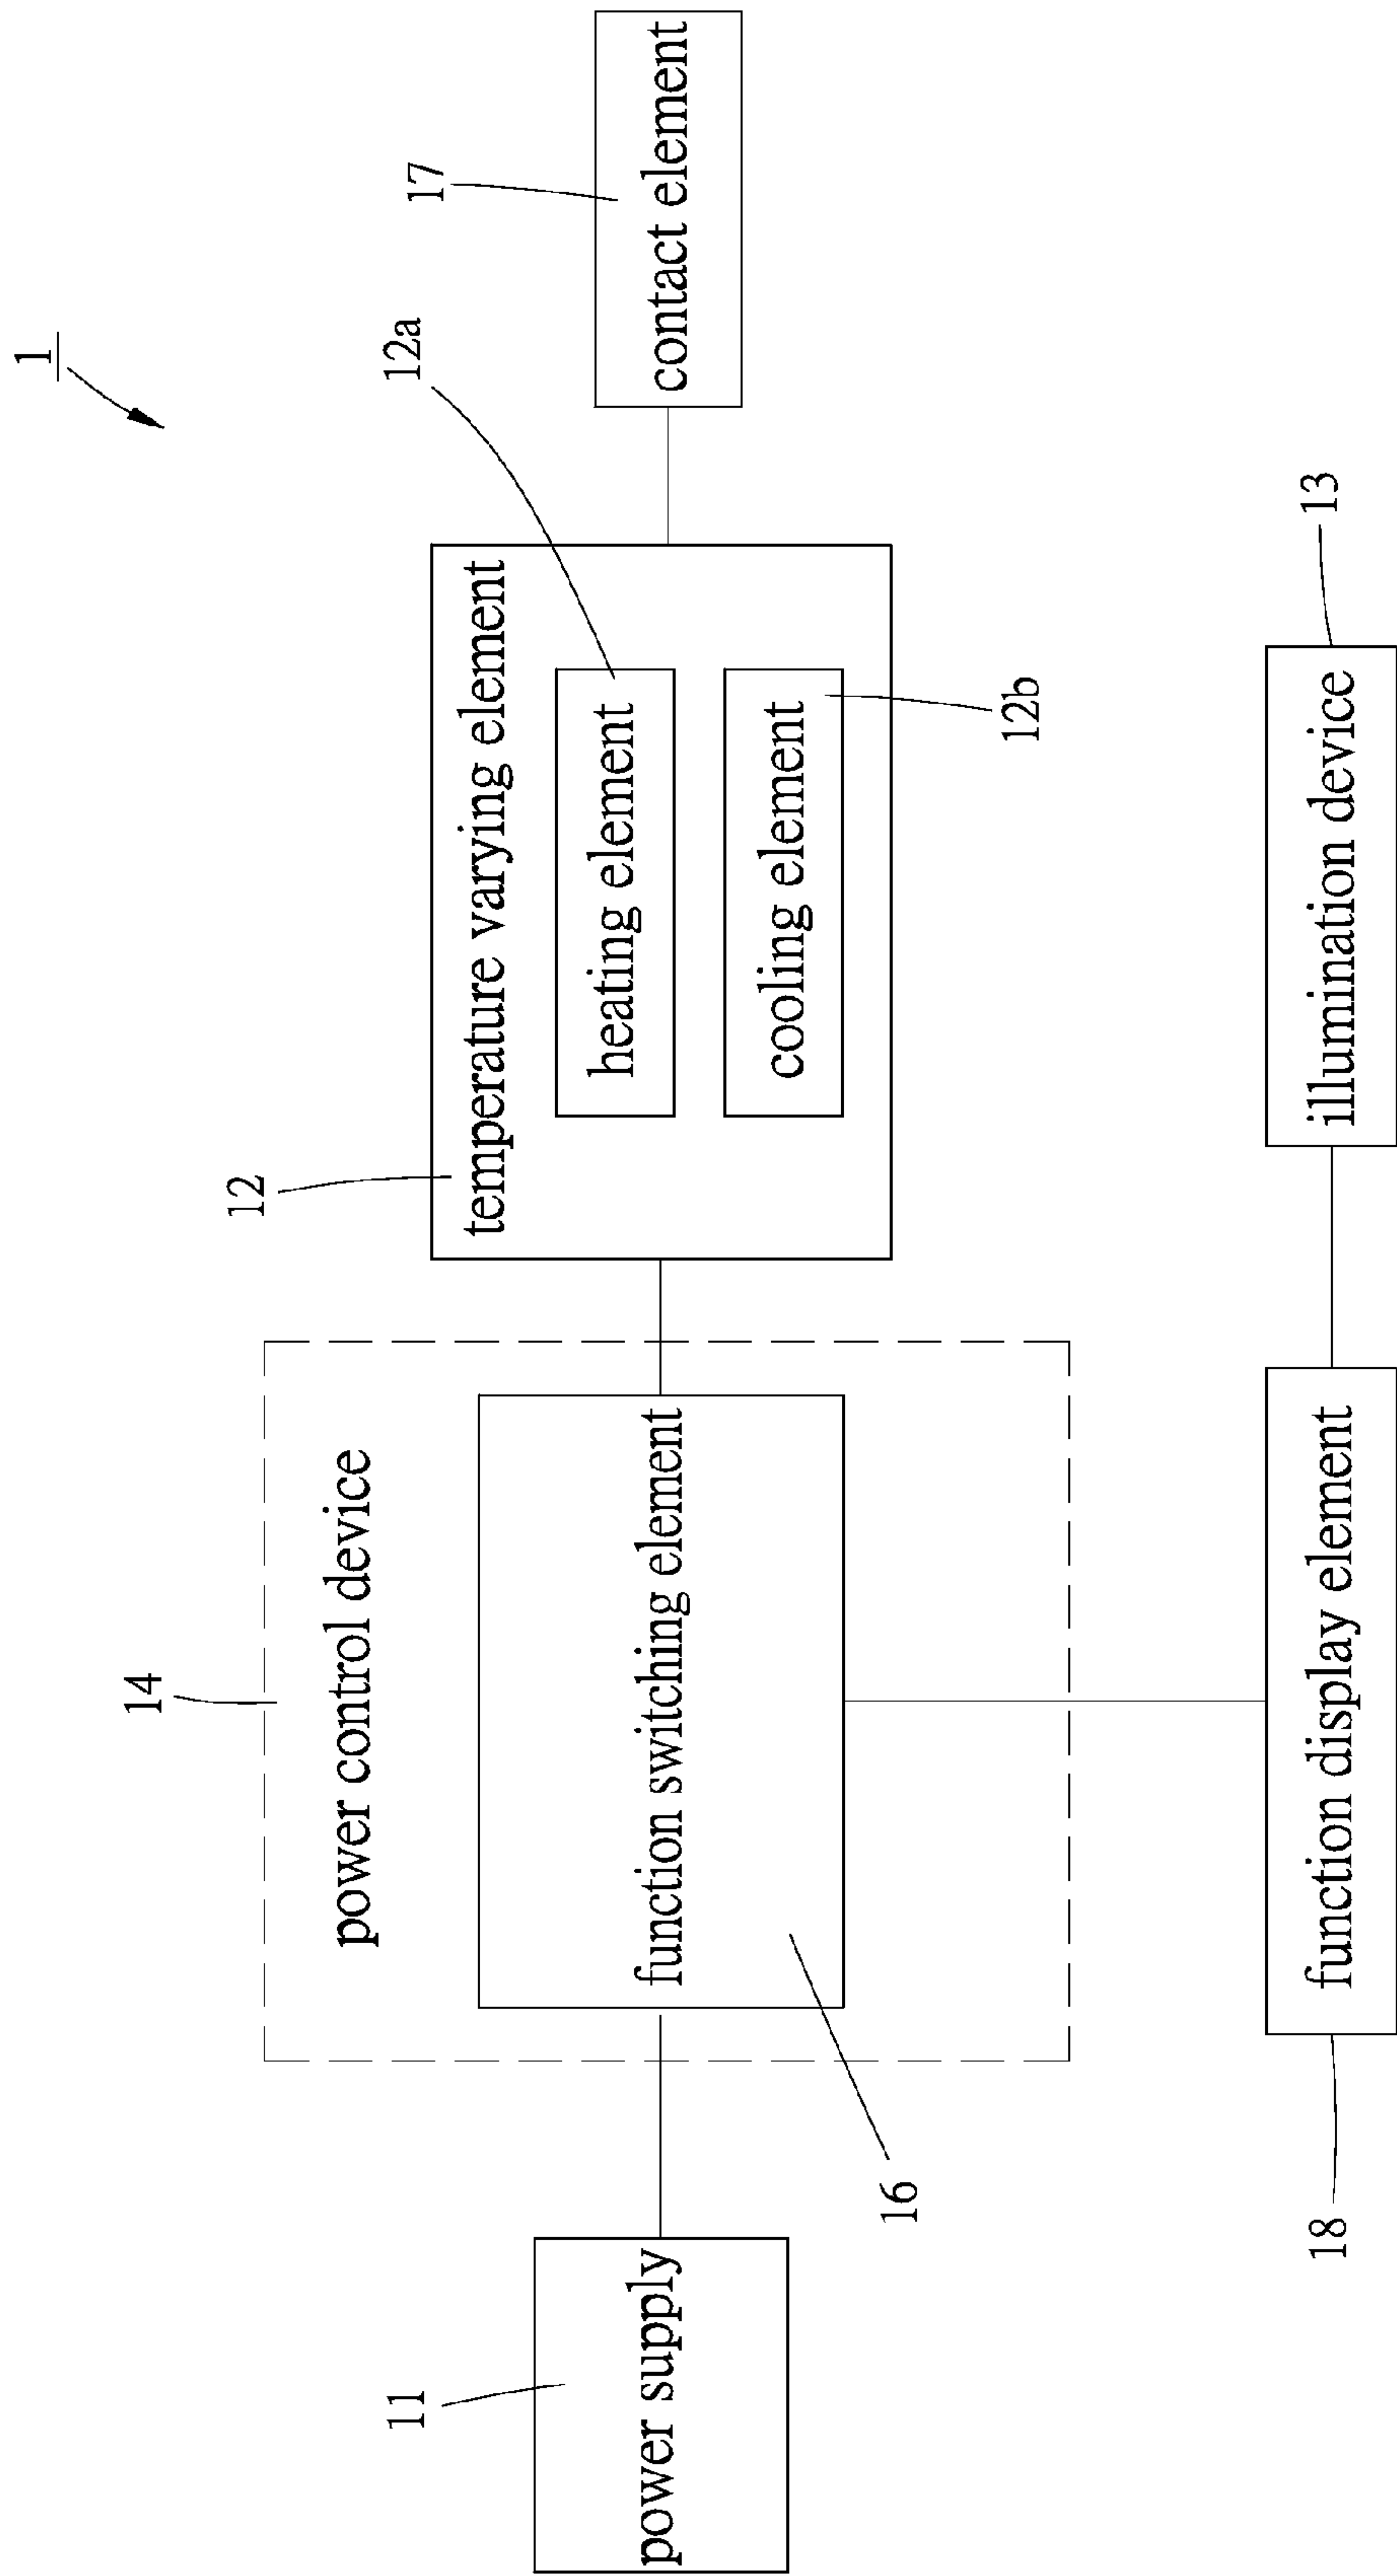 1
17
contact element
12a
12
temperature varying element
heating element
cooling element
12b
14
power control device
function switching element
16
11
power supply
13
illumination device
function display element
18